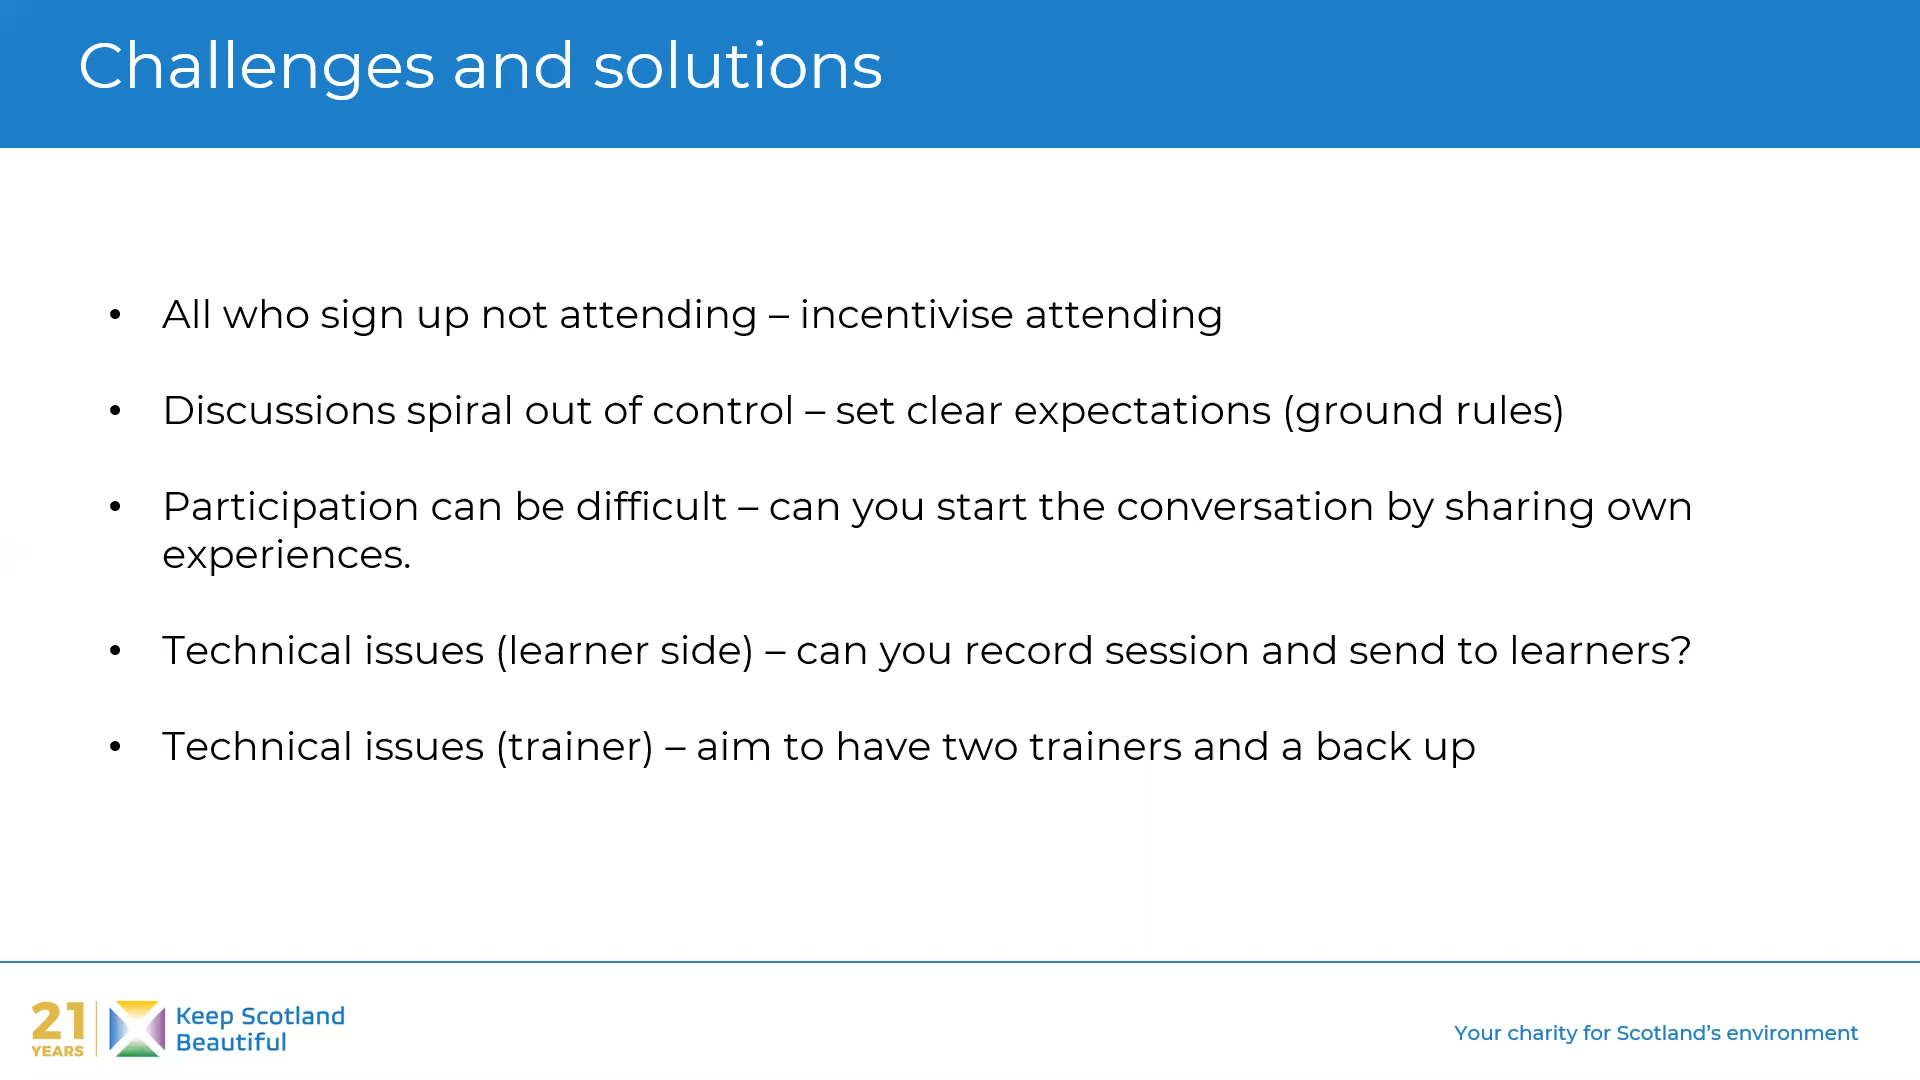 Challenges and solutions
• All who sign up not attending – incentivise attending
• Discussions spiral out of control – set clear expectations (ground rules)
• Participation can be difficult – can you start the conversation by sharing own
experiences.
• Technical issues (learner side) – can you record session and send to learners?
• Technical issues (trainer) – aim to have two trainers and a back up
21
YEARS
Keep Scotland
Beautiful
Your charity for Scotland's environment